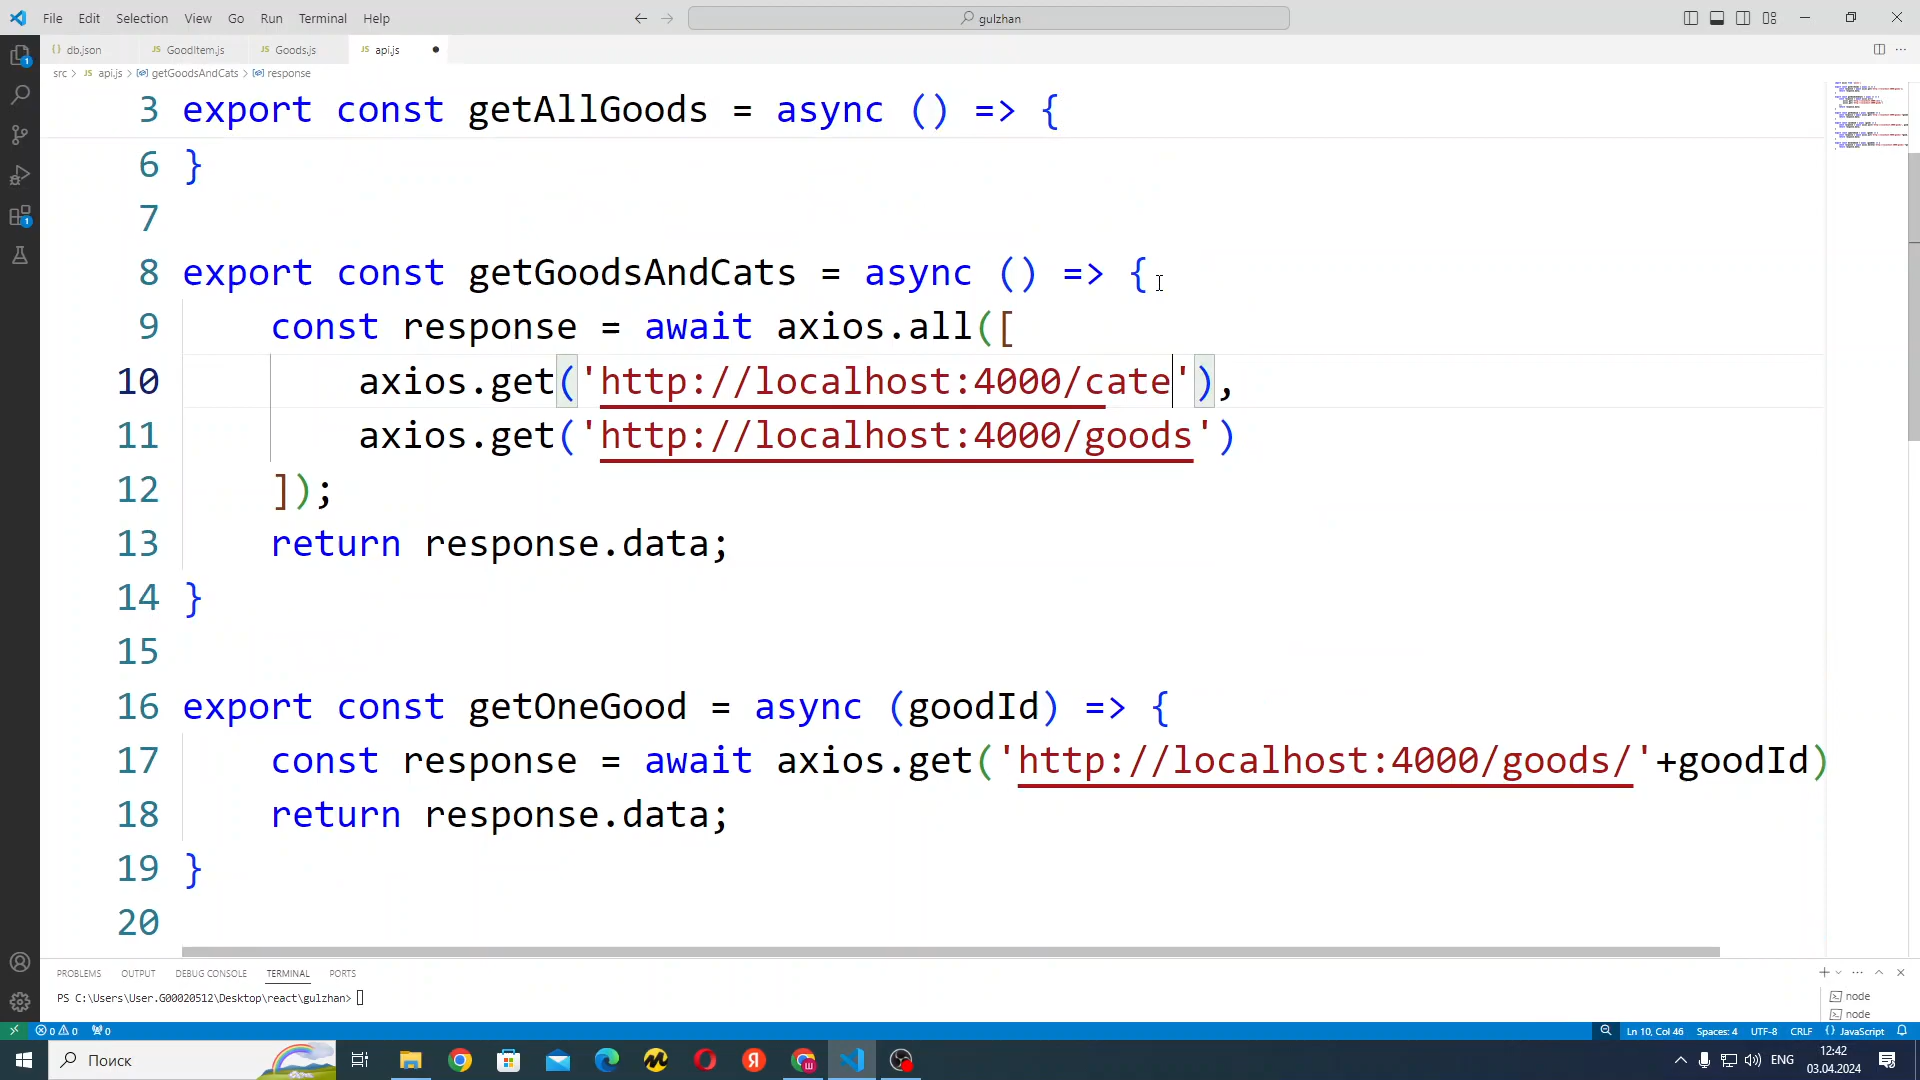 File Edit Selection View Go Run Terminal Help
gulzhan
db.json
JS GoodItem.js
JS Goods.js
JS api.js
src > JS api.js > getGoodsAndCats > response
3 export const getAllGoods = async () => {
6 }
7
8 export const getGoodsAndCats = async () => {
9 const response = await axios.all([
10 axios.get('http://localhost:4000/cate'),
11 axios.get('http://localhost:4000/goods')
12 ]);
13 return response.data;
14 }
15
16 export const getOneGood = async (goodId) => {
17 const response = await axios.get('http://localhost:4000/goods/'+goodId)
18 return response.data;
19 }
20
PROBLEMS OUTPUT DEBUG CONSOLE TERMINAL PORTS
PS C:\Users\User.G00020512\Desktop\react\gulzhan>
node
node
0 0 0
Ln 10, Col 46 Spaces: 4 UTF-8 CRLF {} JavaScript
Поиск
ENG
12:42
03.04.2024